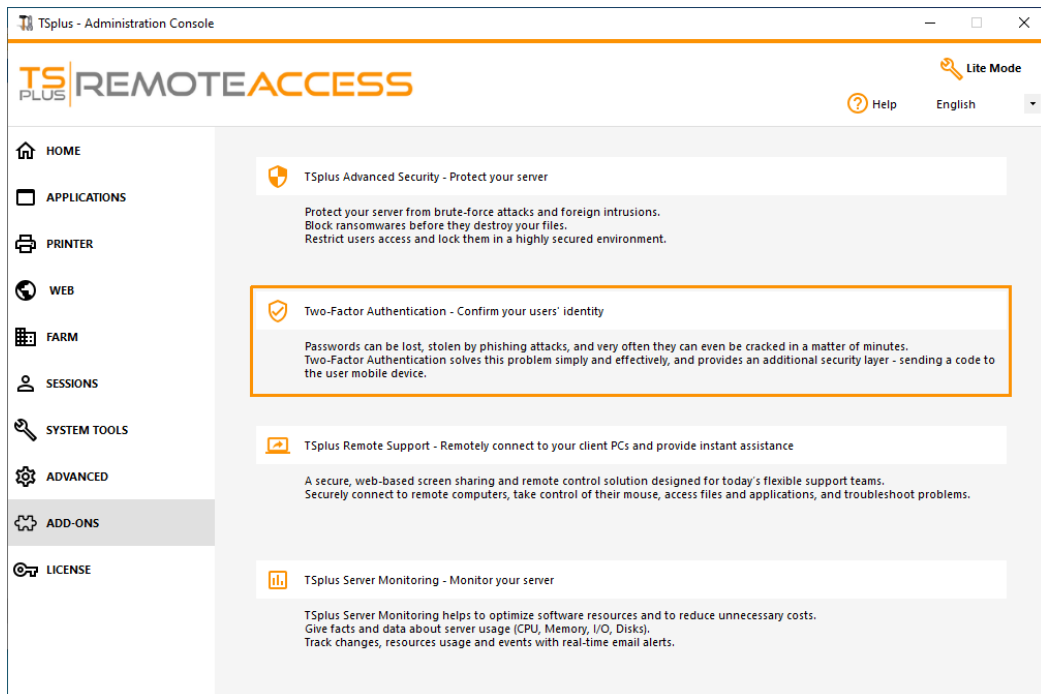 TSplus - Administration Console
TS PLUS REMOTEACCESS
Lite Mode
Help English
HOME
APPLICATIONS
PRINTER
WEB
FARM
SESSIONS
SYSTEM TOOLS
ADVANCED
ADD-ONS
LICENSE
TSplus Advanced Security - Protect your server
Protect your server from brute-force attacks and foreign intrusions.
Block ransomwares before they destroy your files.
Restrict users access and lock them in a highly secured environment.
Two-Factor Authentication - Confirm your users' identity
Passwords can be lost, stolen by phishing attacks, and very often they can even be cracked in a matter of minutes.
Two-Factor Authentication solves this problem simply and effectively, and provides an additional security layer - sending a code to
the user mobile device.
TSplus Remote Support - Remotely connect to your client PCs and provide instant assistance
A secure, web-based screen sharing and remote control solution designed for today's flexible support teams.
Securely connect to remote computers, take control of their mouse, access files and applications, and troubleshoot problems.
TSplus Server Monitoring - Monitor your server
TSplus Server Monitoring helps to optimize software resources and to reduce unnecessary costs.
Give facts and data about server usage (CPU, Memory, I/O, Disks).
Track changes, resources usage and events with real-time email alerts.